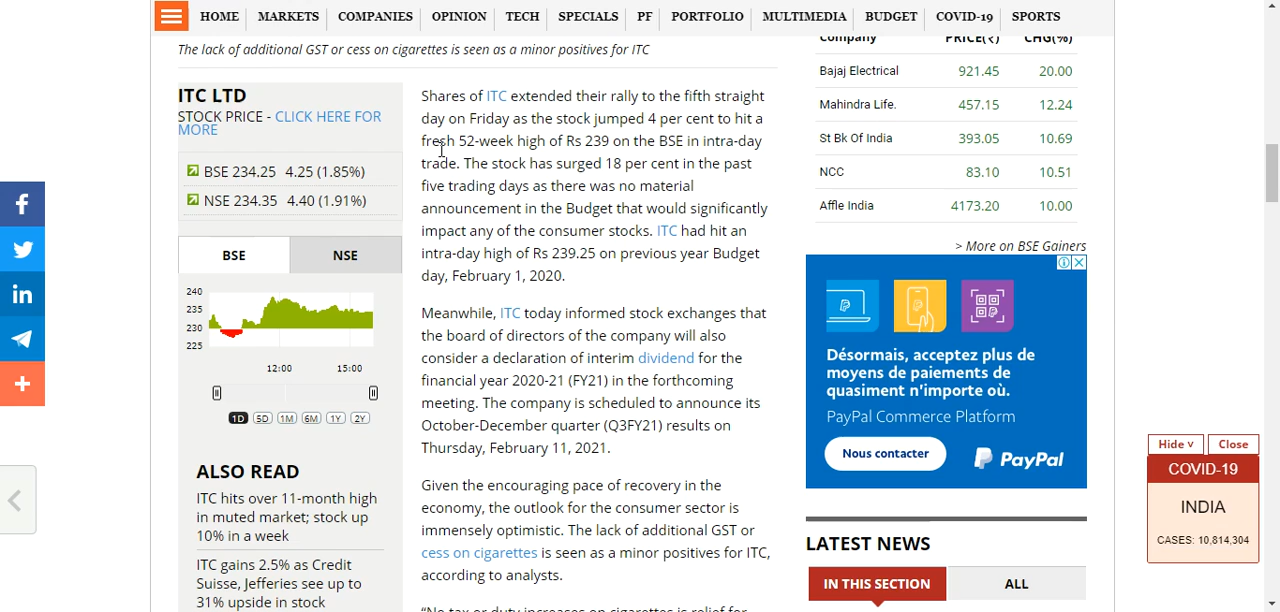 HOME MARKETS COMPANIES OPINION TECH SPECIALS PF PORTFOLIO MULTIMEDIA BUDGET COVID-19 SPORTS
The lack of additional GST or cess on cigarettes is seen as a minor positives for ITC
ITC LTD
STOCK PRICE - CLICK HERE FOR
MORE
BSE 234.25 4.25 (1.85%)
NSE 234.35 4.40 (1.91%)
BSE NSE
240
235
230
225
12:00 15:00
1D 5D 1M 6M 1Y 2Y
ALSO READ
ITC hits over 11-month high
in muted market; stock up
10% in a week
ITC gains 2.5% as Credit
Suisse, Jefferies see up to
31% upside in stock
Shares of ITC extended their rally to the fifth straight
day on Friday as the stock jumped 4 per cent to hit a
fresh 52-week high of Rs 239 on the BSE in intra-day
trade. The stock has surged 18 per cent in the past
five trading days as there was no material
announcement in the Budget that would significantly
impact any of the consumer stocks. ITC had hit an
intra-day high of Rs 239.25 on previous year Budget
day, February 1, 2020.
Meanwhile, ITC today informed stock exchanges that
the board of directors of the company will also
consider a declaration of interim dividend for the
financial year 2020-21 (FY21) in the forthcoming
meeting. The company is scheduled to announce its
October-December quarter (Q3FY21) results on
Thursday, February 11, 2021.
Given the encouraging pace of recovery in the
economy, the outlook for the consumer sector is
immensely optimistic. The lack of additional GST or
cess on cigarettes is seen as a minor positives for ITC,
according to analysts.
"No tax or duty increases on cigarettes is relief for
Company PRICE(₹) CHG(%)
Bajaj Electrical 921.45 20.00
Mahindra Life. 457.15 12.24
St Bk Of India 393.05 10.69
NCC 83.10 10.51
Affle India 4173.20 10.00
> More on BSE Gainers
Désormais, acceptez plus de
moyens de paiements de
quasiment n'importe où.
PayPal Commerce Platform
Nous contacter
PayPal
LATEST NEWS
IN THIS SECTION ALL
Hide v Close
COVID-19
INDIA
CASES: 10,814,304